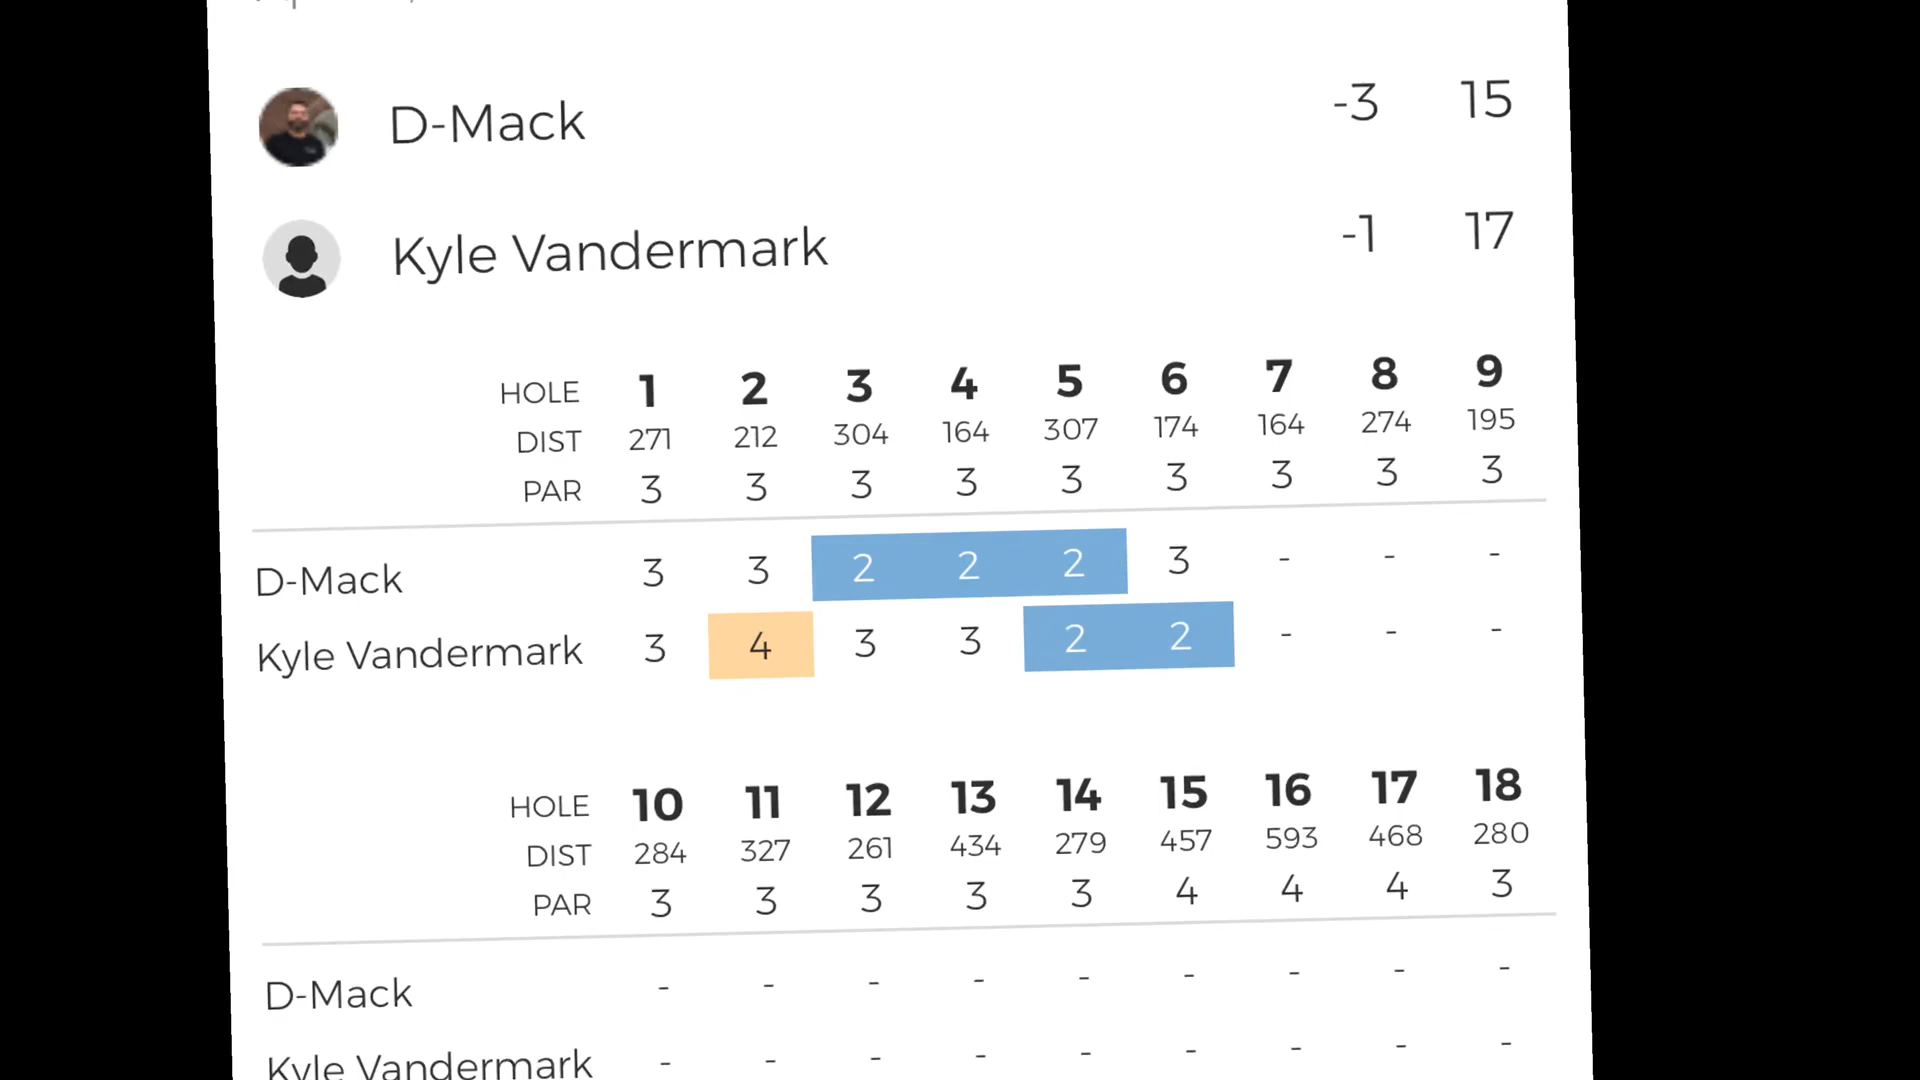 D-Mack -3 15
Kyle Vandermark -1 17
HOLE 1 2 3 4 5 6 7 8 9
DIST 271 212 304 164 307 174 164 274 195
PAR 3 3 3 3 3 3 3 3 3
D-Mack 3 3 2 2 2 3 - - -
Kyle Vandermark 3 4 3 3 2 2 - - -
HOLE 10 11 12 13 14 15 16 17 18
DIST 284 327 261 434 279 457 593 468 280
PAR 3 3 3 3 3 4 4 4 3
D-Mack - - - - - - - - -
Kyle Vandermark - - - - - - - - -